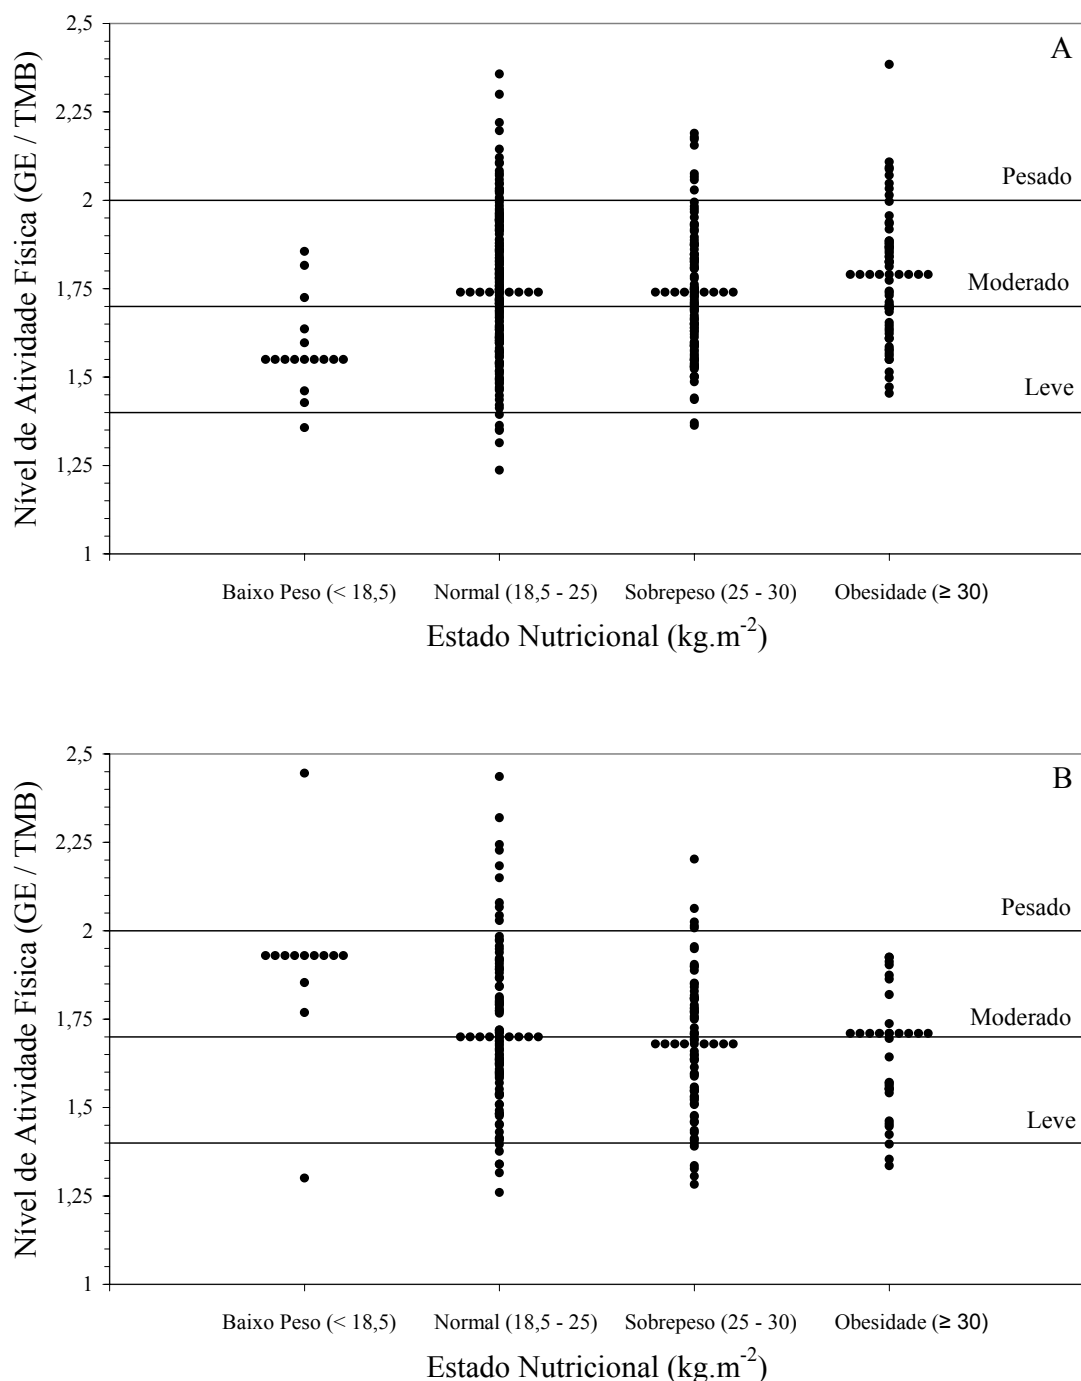 A
2,5
2,25
2
1,75
1,5
1,25
1
Nível de Atividade Física (GE / TMB)
Pesado
Moderado
Leve
Baixo Peso (< 18,5)
Normal (18,5 - 25)
Sobrepeso (25 - 30)
Obesidade (≥ 30)
Estado Nutricional (kg.m-2)
B
2,5
2,25
2
1,75
1,5
1,25
1
Nível de Atividade Física (GE / TMB)
Pesado
Moderado
Leve
Baixo Peso (< 18,5)
Normal (18,5 - 25)
Sobrepeso (25 - 30)
Obesidade (≥ 30)
Estado Nutricional (kg.m-2)